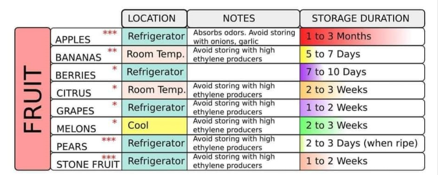 LOCATION NOTES STORAGE DURATION
FRUIT
APPLES *** Refrigerator Absorbs odors. Avoid storing with onions, garlic 1 to 3 Months
BANANAS ** Room Temp. Avoid storing with high ethylene producers 5 to 7 Days
BERRIES * Refrigerator 7 to 10 Days
CITRUS * Room Temp. Avoid storing with high ethylene producers 2 to 3 Weeks
GRAPES * Refrigerator Avoid storing with high ethylene producers 1 to 2 Weeks
MELONS * Cool Avoid storing with high ethylene producers 2 to 3 Weeks
PEARS *** Refrigerator Avoid storing with high ethylene producers 2 to 3 Days (when ripe)
STONE FRUIT *** Refrigerator Avoid storing with high ethylene producers 1 to 2 Weeks